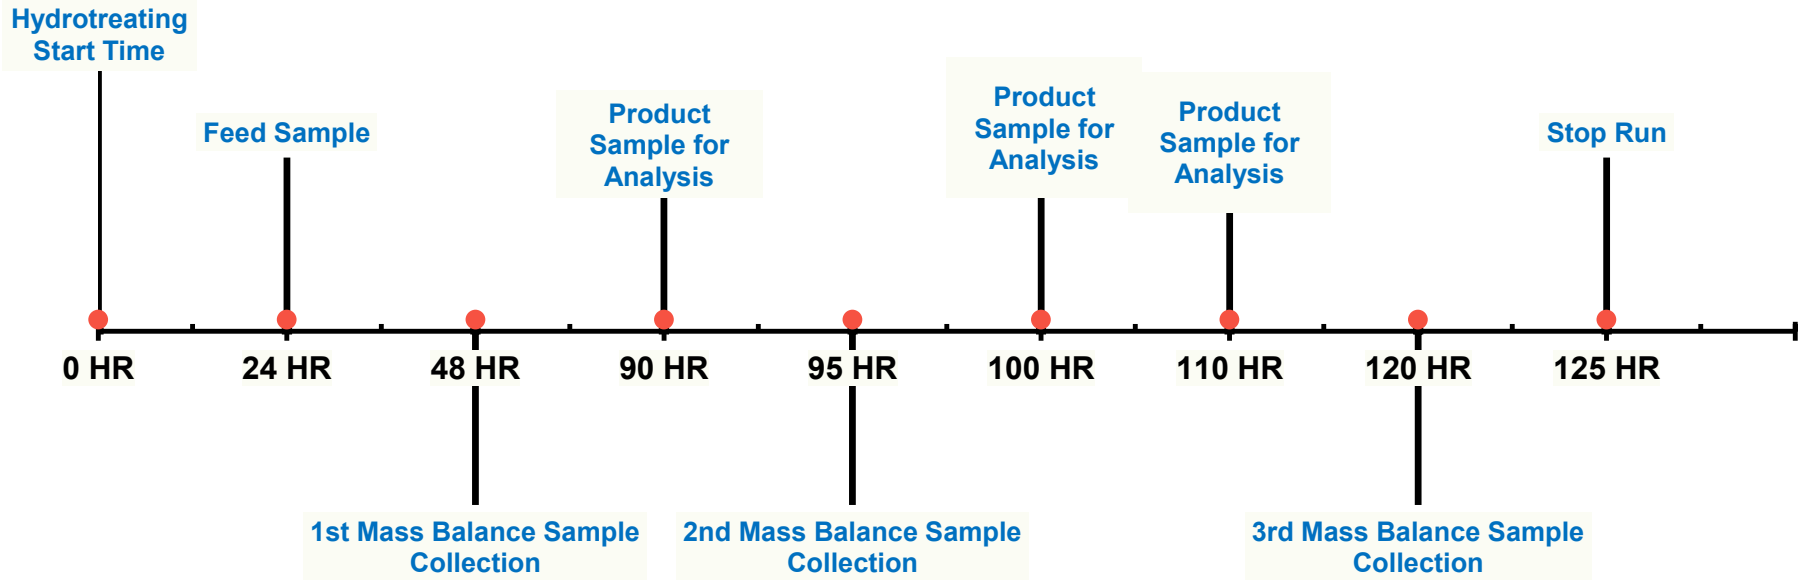 Hydrotreating
Start Time
Feed Sample
Product
Sample for
Analysis
Product
Sample for
Analysis
Product
Sample for
Analysis
Stop Run
0 HR
24 HR
48 HR
90 HR
95 HR
100 HR
110 HR
120 HR
125 HR
1st Mass Balance Sample
Collection
2nd Mass Balance Sample
Collection
3rd Mass Balance Sample
Collection